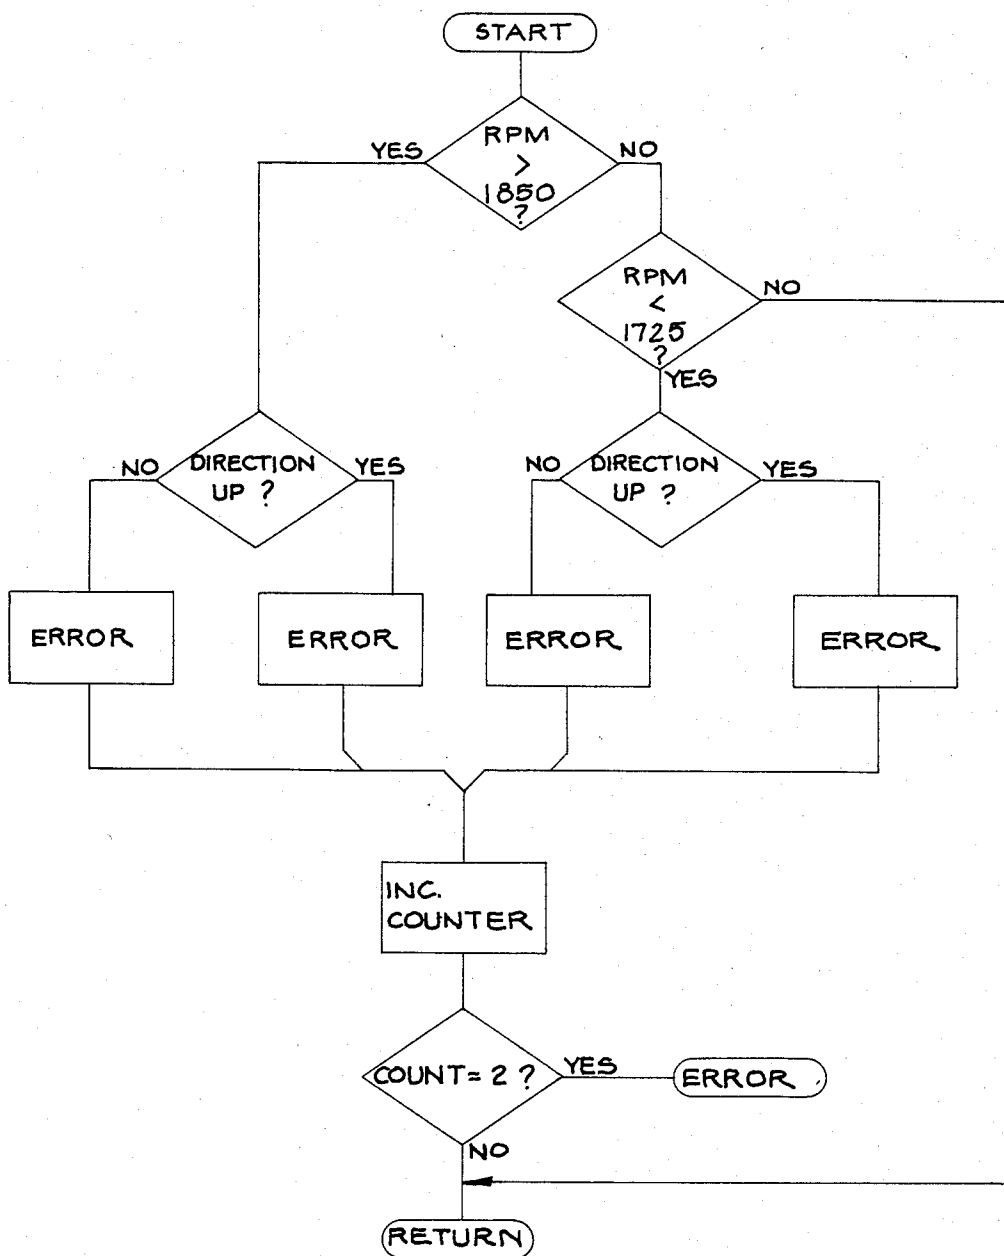 START
RPM
>
1850
?
YES
NO
RPM
<
1725
?
NO
YES
DIRECTION
UP ?
NO
YES
DIRECTION
UP ?
NO
YES
ERROR
ERROR
ERROR
ERROR
INC.
COUNTER
COUNT= 2 ?
YES
ERROR
NO
RETURN